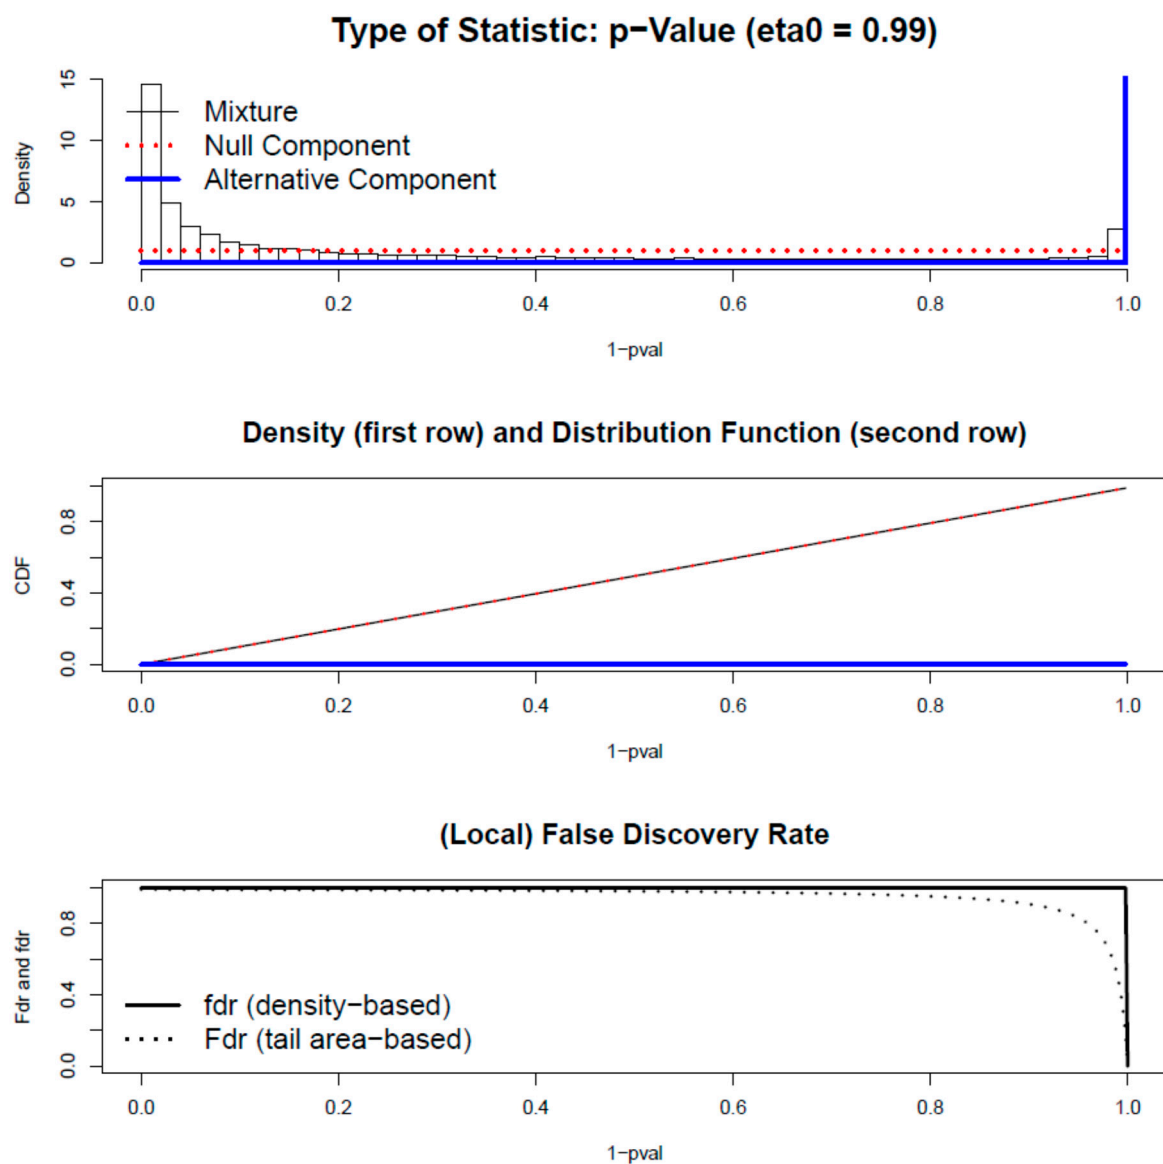 Type of Statistic: p−Value (eta0 = 0.99)
15
10
5
0
Density
Mixture
Null Component
Alternative Component
0.0 0.2 0.4 0.6 0.8 1.0
1−pval
Density (first row) and Distribution Function (second row)
0.8
0.4
0.0
CDF
0.0 0.2 0.4 0.6 0.8 1.0
1−pval
(Local) False Discovery Rate
0.8
0.4
0.0
Fdr and fdr
fdr (density−based)
Fdr (tail area−based)
0.0 0.2 0.4 0.6 0.8 1.0
1−pval